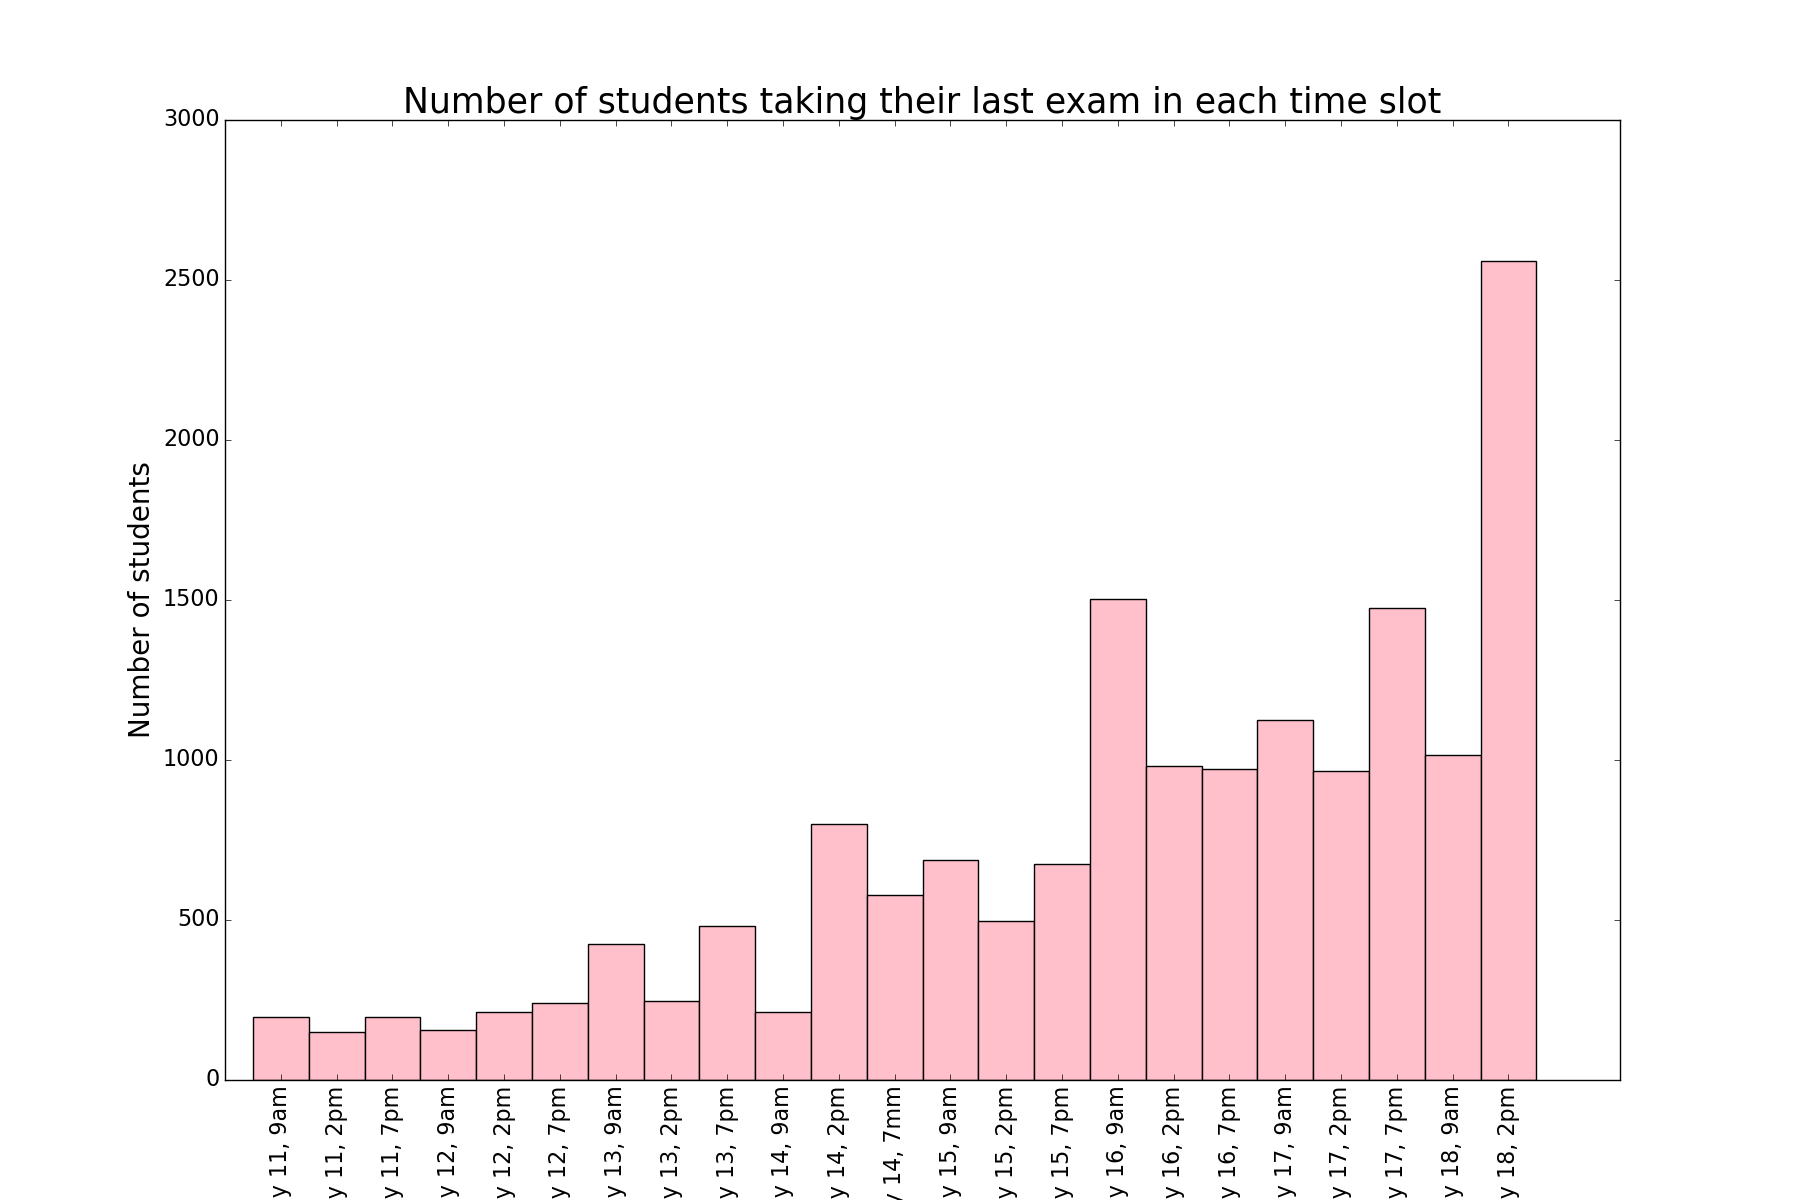 Number of students taking their last exam in each time slot
3000
2500
2000
1500
1000
500
0
Number of students
y 11, 9am
y 11, 2pm
y 11, 7pm
y 12, 9am
y 12, 2pm
y 12, 7pm
y 13, 9am
y 13, 2pm
y 13, 7pm
y 14, 9am
y 14, 2pm
y 14, 7mm
y 15, 9am
y 15, 2pm
y 15, 7pm
y 16, 9am
y 16, 2pm
y 16, 7pm
y 17, 9am
y 17, 2pm
y 17, 7pm
y 18, 9am
y 18, 2pm